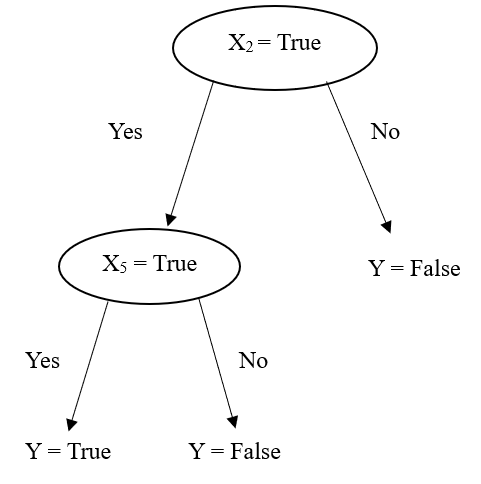 X₂ = True
Yes
No
X₅ = True
Y = False
Yes
No
Y = True
Y = False